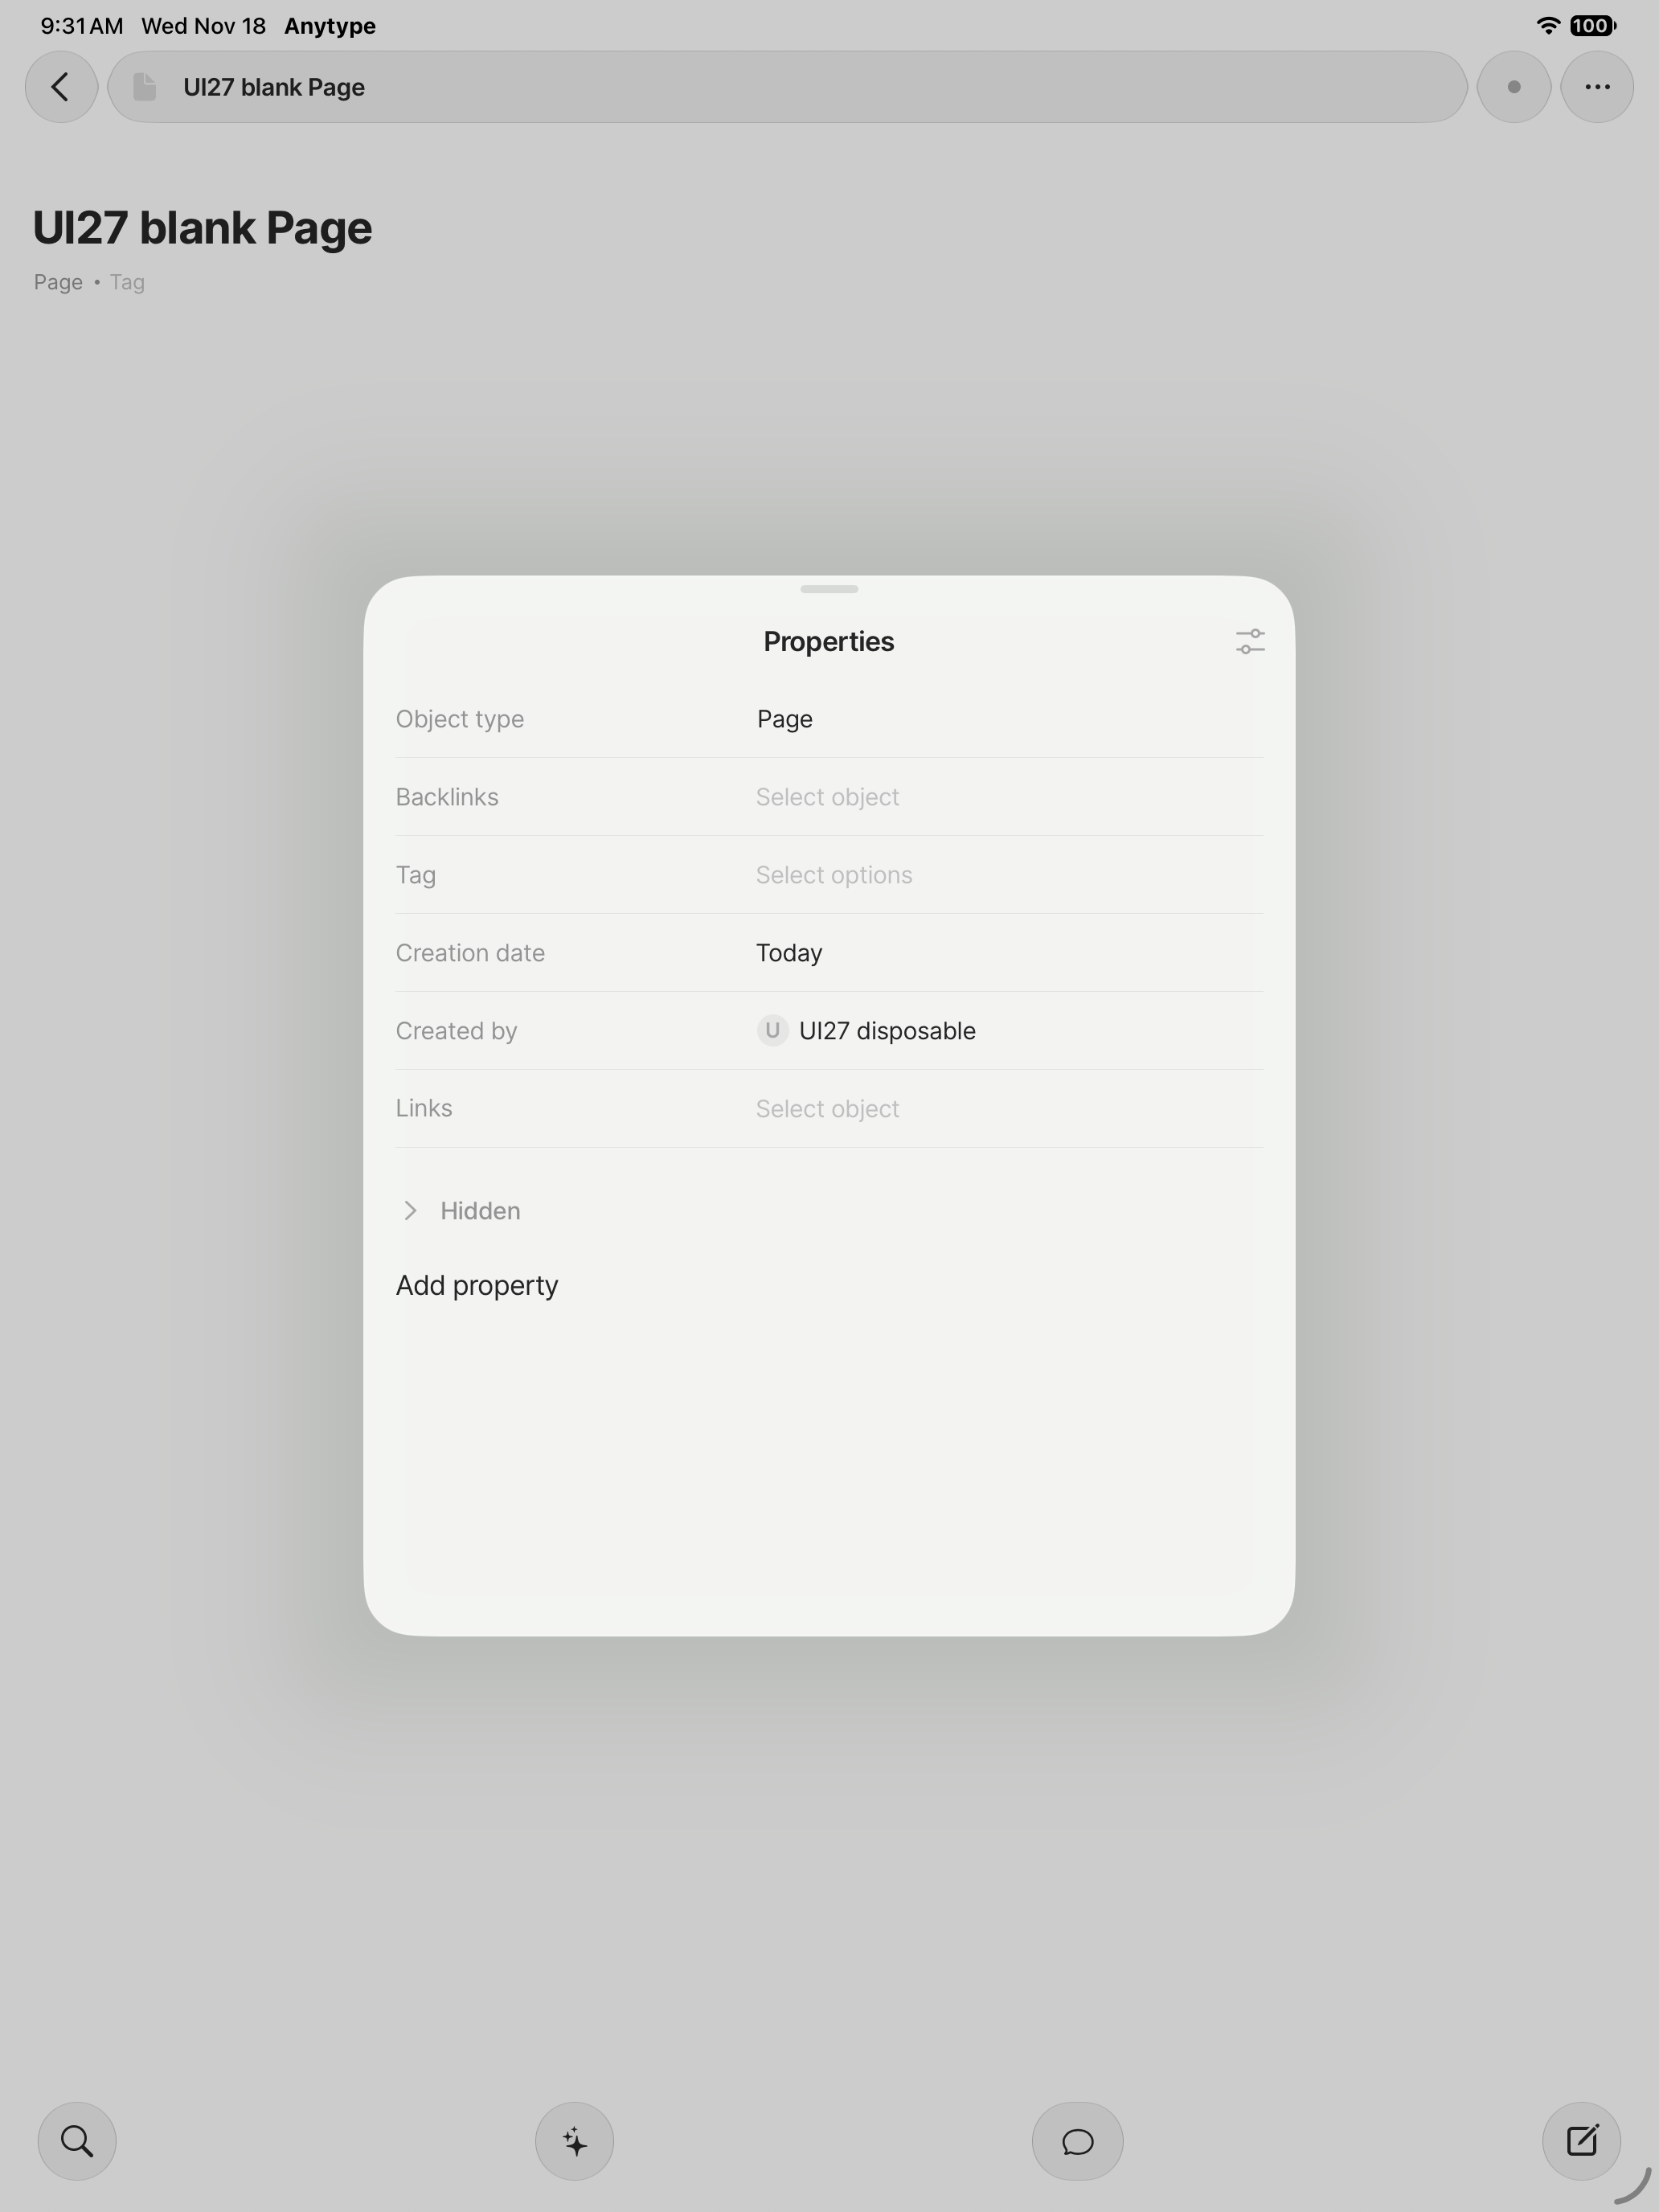 9:31 AM Wed Nov 18 Anytype 100
UI27 blank Page
UI27 blank Page
Page • Tag
Properties
Object type Page
Backlinks Select object
Tag Select options
Creation date Today
Created by U UI27 disposable
Links Select object
Hidden
Add property